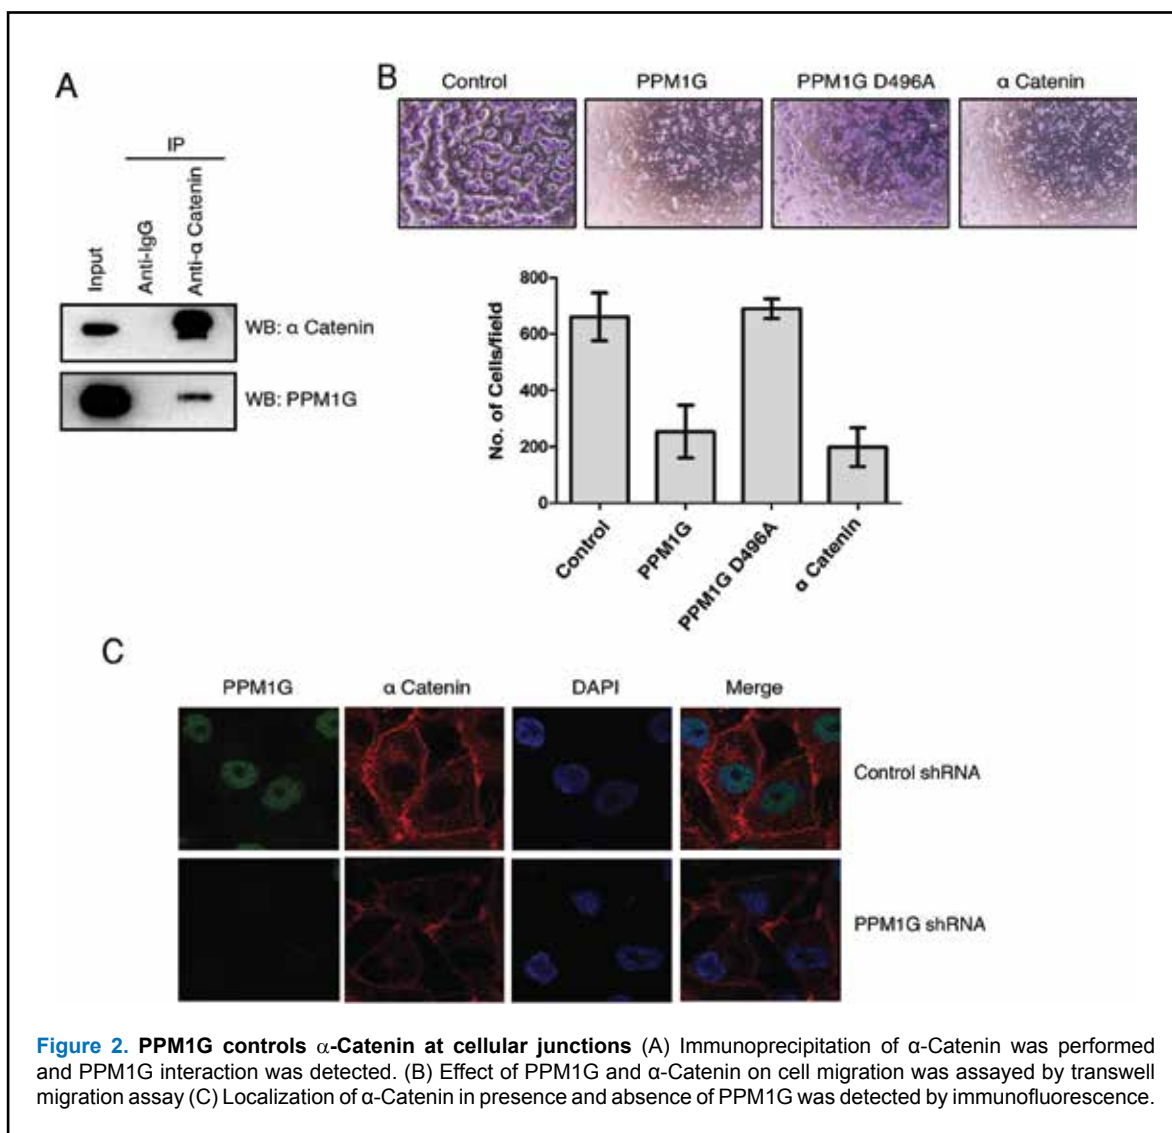 A
IP
Input
Anti-IgG
Anti-α Catenin
WB: α Catenin
WB: PPM1G
B
Control
PPM1G
PPM1G D496A
α Catenin
800
600
400
200
0
No. of Cells/field
Control
PPM1G
PPM1G D496A
α Catenin
C
PPM1G
α Catenin
DAPI
Merge
Control shRNA
PPM1G shRNA
Figure 2. PPM1G controls α-Catenin at cellular junctions (A) Immunoprecipitation of α-Catenin was performed
and PPM1G interaction was detected. (B) Effect of PPM1G and α-Catenin on cell migration was assayed by transwell
migration assay (C) Localization of α-Catenin in presence and absence of PPM1G was detected by immunofluorescence.